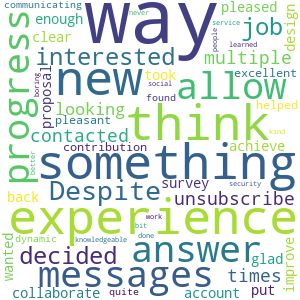 communicating
never
way
pleased
design
enough
new
job
service
people
progress
clear
interested
multiple
learned
boring
proposal
took
excellent
looking
allow
social
found
helped
contacted
think
kind
pleasant
contribution
achieve
better
something
survey
security
back
Despite
unsubscribe
experience
wanted
dynamic
decided
answer
glad
improve
knowledgeable
work
bit
done
messages
times
collaborate
quite
account
put